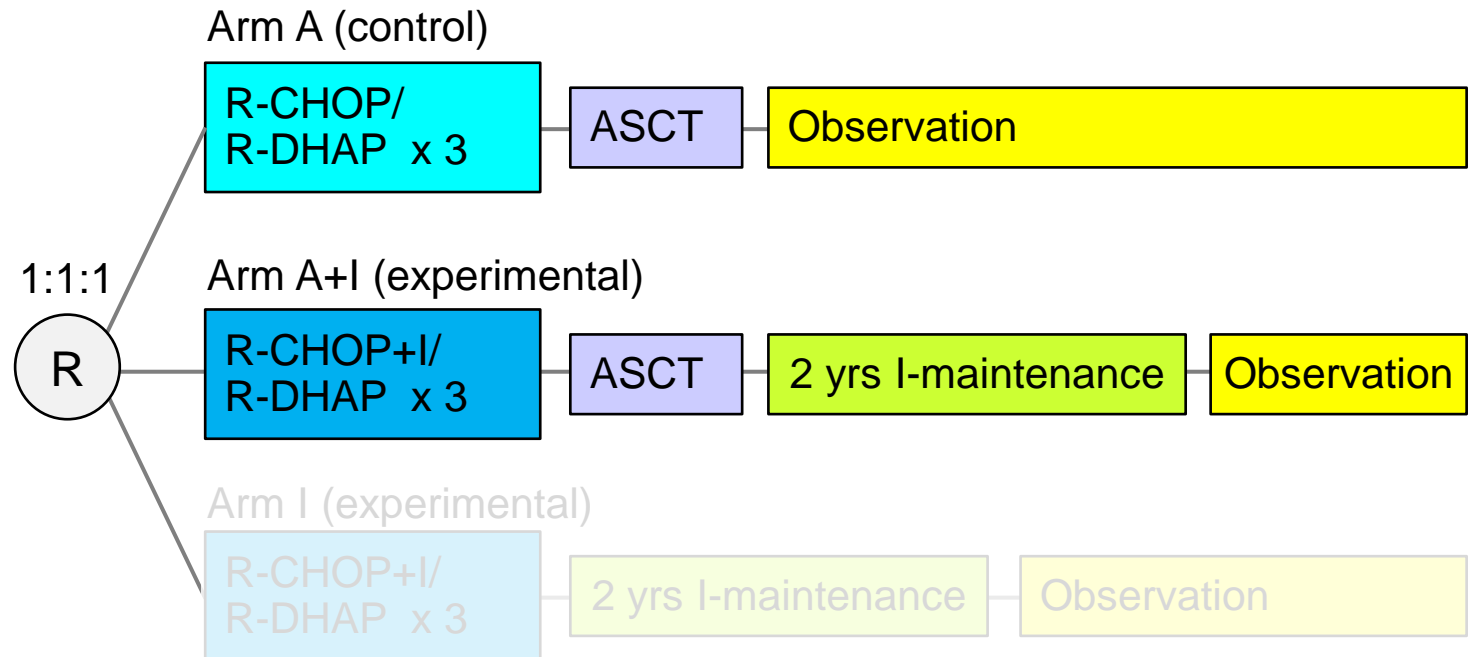 Arm A (control)
R-CHOP/
R-DHAP x 3
ASCT
Observation
1:1:1
R
Arm A+I (experimental)
R-CHOP+I/
R-DHAP x 3
ASCT
2 yrs I-maintenance
Observation
Arm I (experimental)
R-CHOP+I/
R-DHAP x 3
2 yrs I-maintenance
Observation